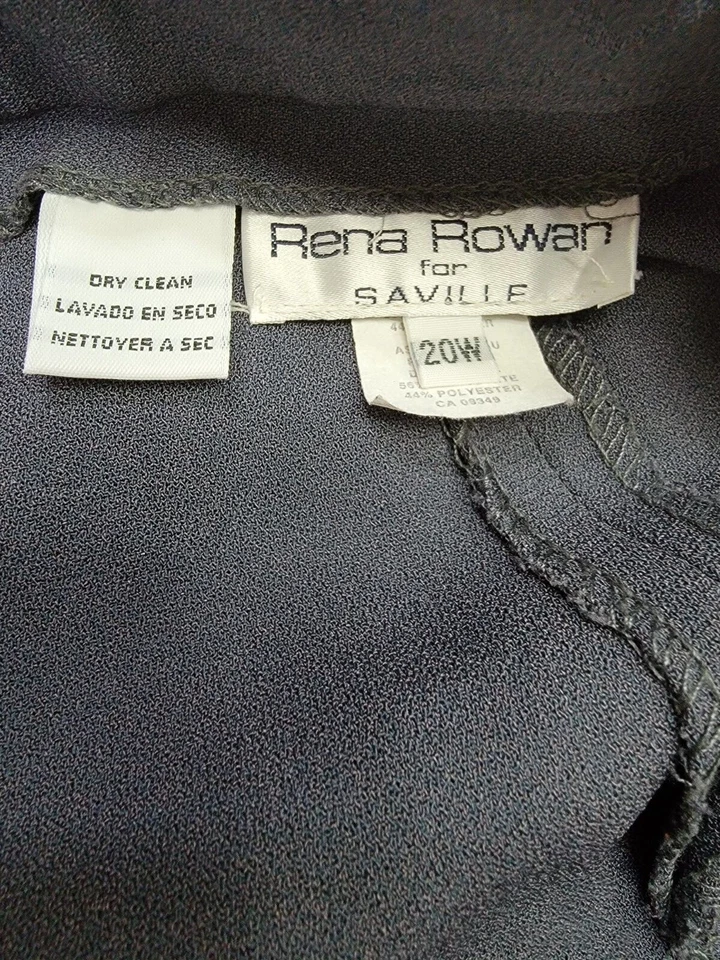 DRY CLEAN
LAVADO EN SECO
NETTOYER A SEC
Rena Rowan
for
SAVILLE
20W
44% POLYESTER
CA 09349